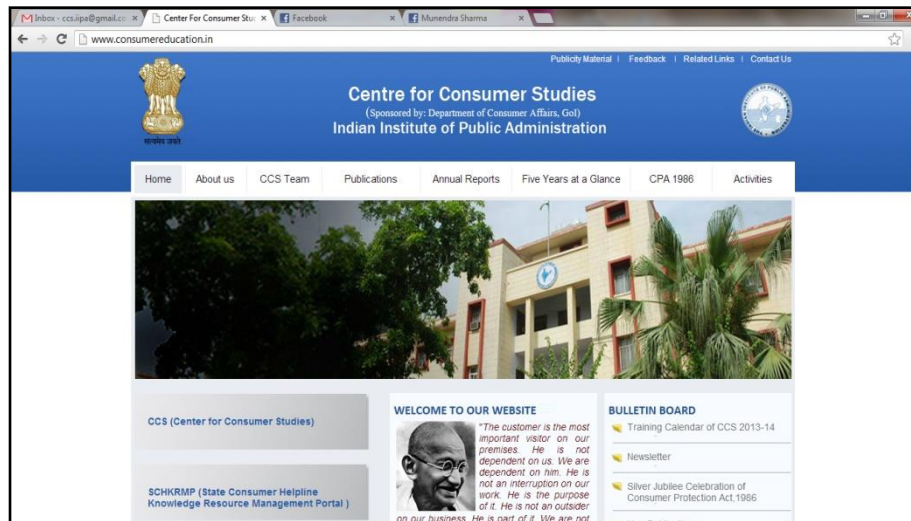 Inbox - ccs.iipa@gmail.co
Center For Consumer Stu
Facebook
Munendra Sharma
www.consumereducation.in
Publicity Material | Feedback | Related Links | Contact Us
सत्यमेव जयते
Centre for Consumer Studies
(Sponsored by: Department of Consumer Affairs, GoI)
Indian Institute of Public Administration
Home
About us
CCS Team
Publications
Annual Reports
Five Years at a Glance
CPA 1986
Activities
CCS (Center for Consumer Studies)
SCHKRMP (State Consumer Helpline
Knowledge Resource Management Portal )
WELCOME TO OUR WEBSITE
"The customer is the most
important visitor on our
premises. He is not
dependent on us. We are
dependent on him. He is
not an interruption on our
work. He is the purpose
of it. He is not an outsider
on our business. He is part of it. We are not
BULLETIN BOARD
Training Calendar of CCS 2013-14
Newsletter
Silver Jubilee Celebration of
Consumer Protection Act,1986